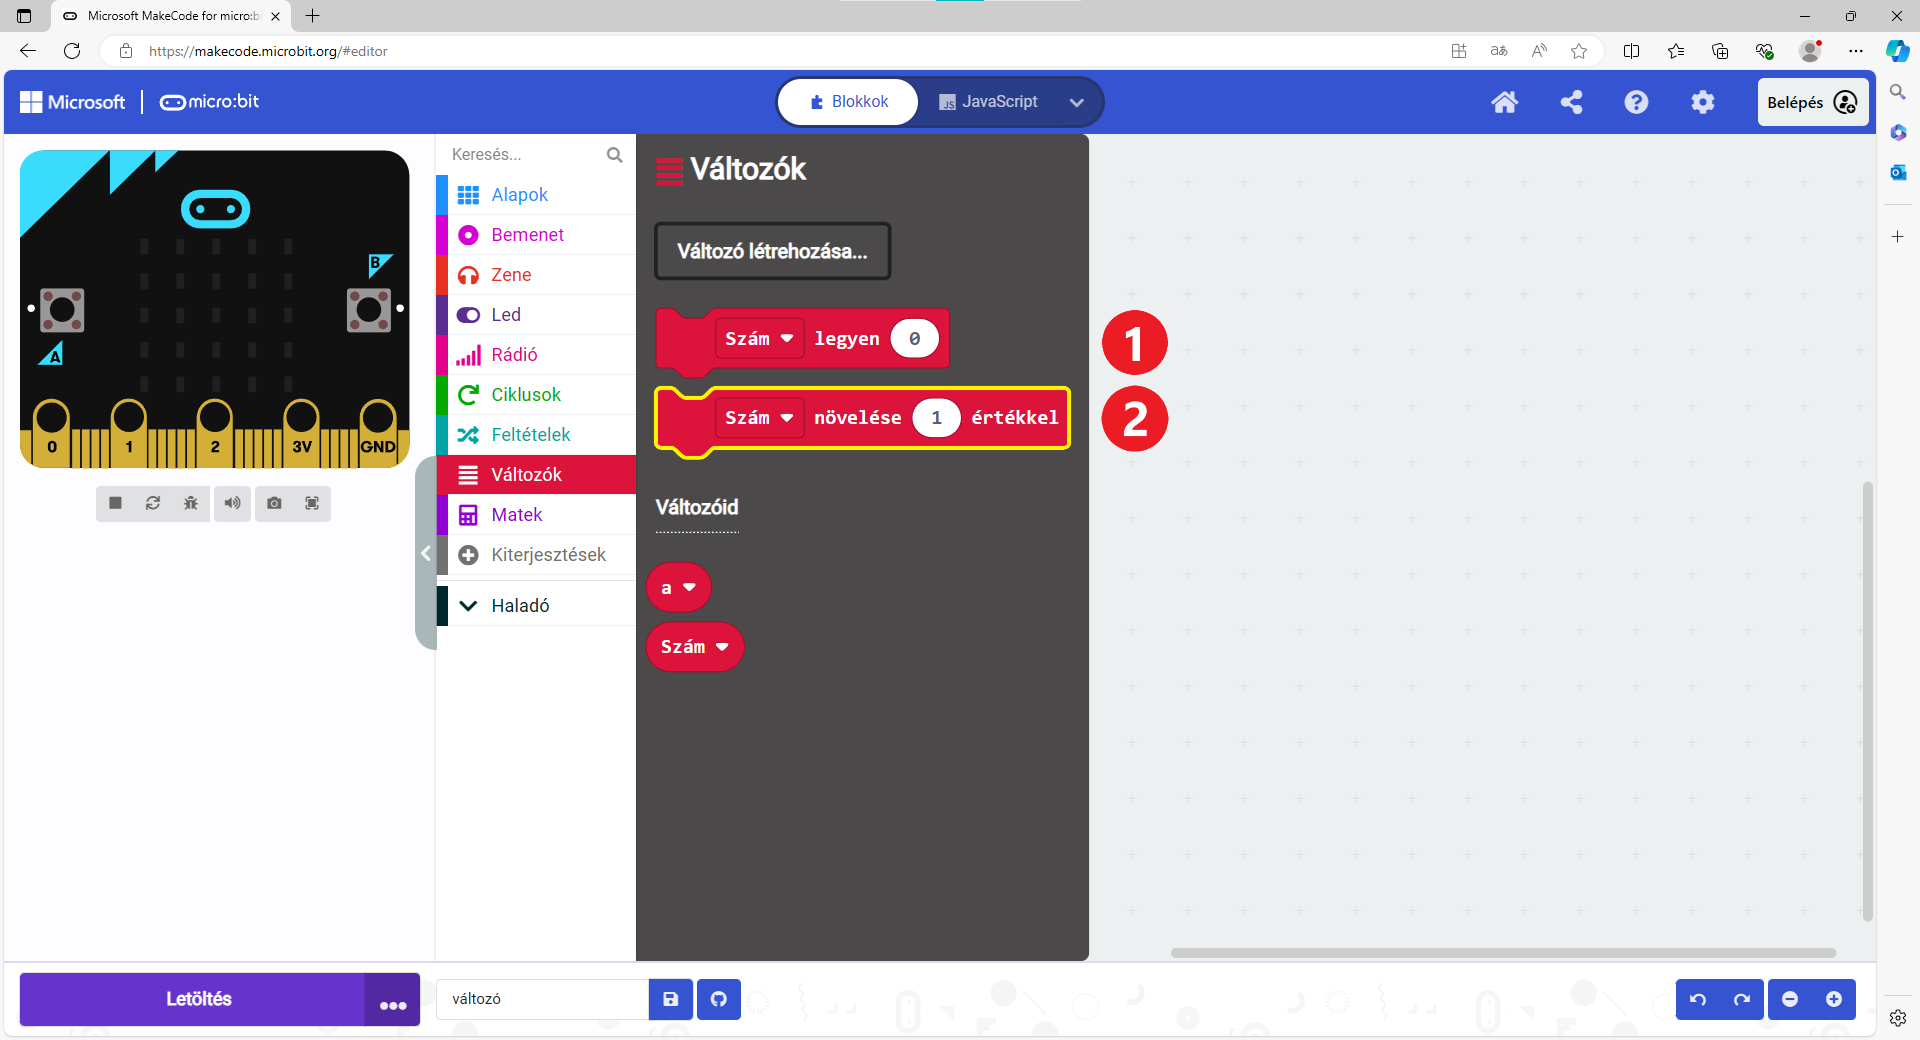 Microsoft MakeCode for micro:bi
https://makecode.microbit.org/#editor
Microsoft
micro:bit
Blokkok
JavaScript
Belépés
Keresés...
Alapok
Bemenet
Zene
Led
Rádió
Ciklusok
Feltételek
Változók
Matek
Kiterjesztések
Haladó
B
A
0 1 2 3V GND
Változók
Változó létrehozása...
Szám legyen 0
1
Szám növelése 1 értékkel
2
Változóid
a
Szám
Letöltés
változó